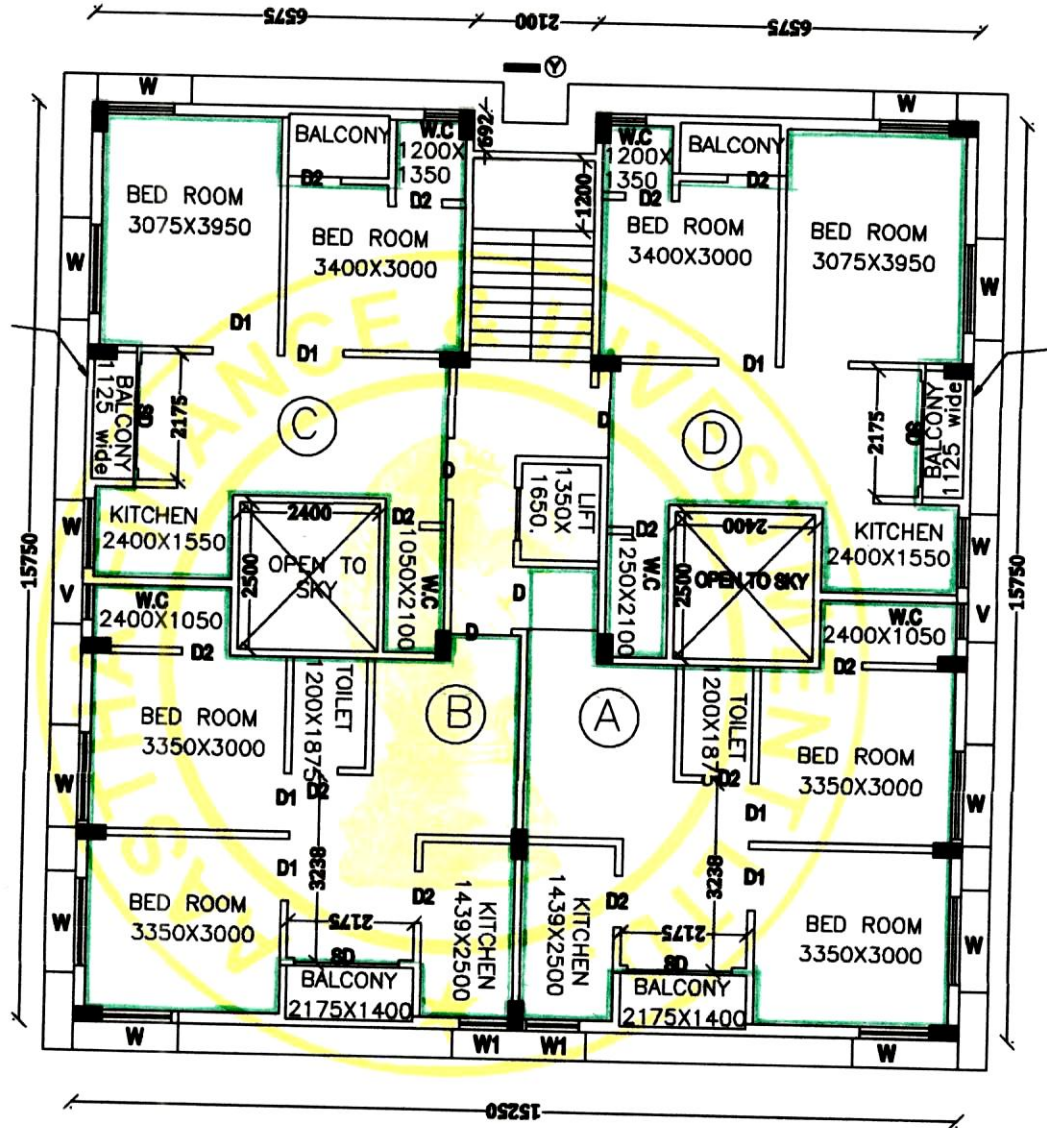 6575
2100
6575
Y
W
W
BALCONY
W.C
1200X
1350
692
W.C
1200X
1350
BALCONY
D2
D2
1200
D2
D2
BED ROOM
3075X3950
BED ROOM
3400X3000
BED ROOM
3400X3000
BED ROOM
3075X3950
W
W
D1
D1
D1
BALCONY
1125 wide
SD
2175
C
D
D
D
2175
SD
BALCONY
1125 wide
LIFT
1350X
1650.
15750
15750
W
KITCHEN
2400X1550
2400
2500
OPEN TO
SKY
D2
1050X2100
W.C
D2
1250X2100
W.C
2400
2500
OPEN TO SKY
KITCHEN
2400X1550
W
V
W.C
2400X1050
D2
D
D
W.C
2400X1050
D2
V
BED ROOM
3350X3000
TOILET
1200X1875
D2
B
A
TOILET
1200X1875
D2
BED ROOM
3350X3000
W
W
D1
D1
D1
D1
3238
3238
D2
D2
BED ROOM
3350X3000
2175
SD
BALCONY
2175X1400
KITCHEN
1439X2500
KITCHEN
1439X2500
2175
SD
BALCONY
2175X1400
BED ROOM
3350X3000
W
W
W
W1
W1
W
15250